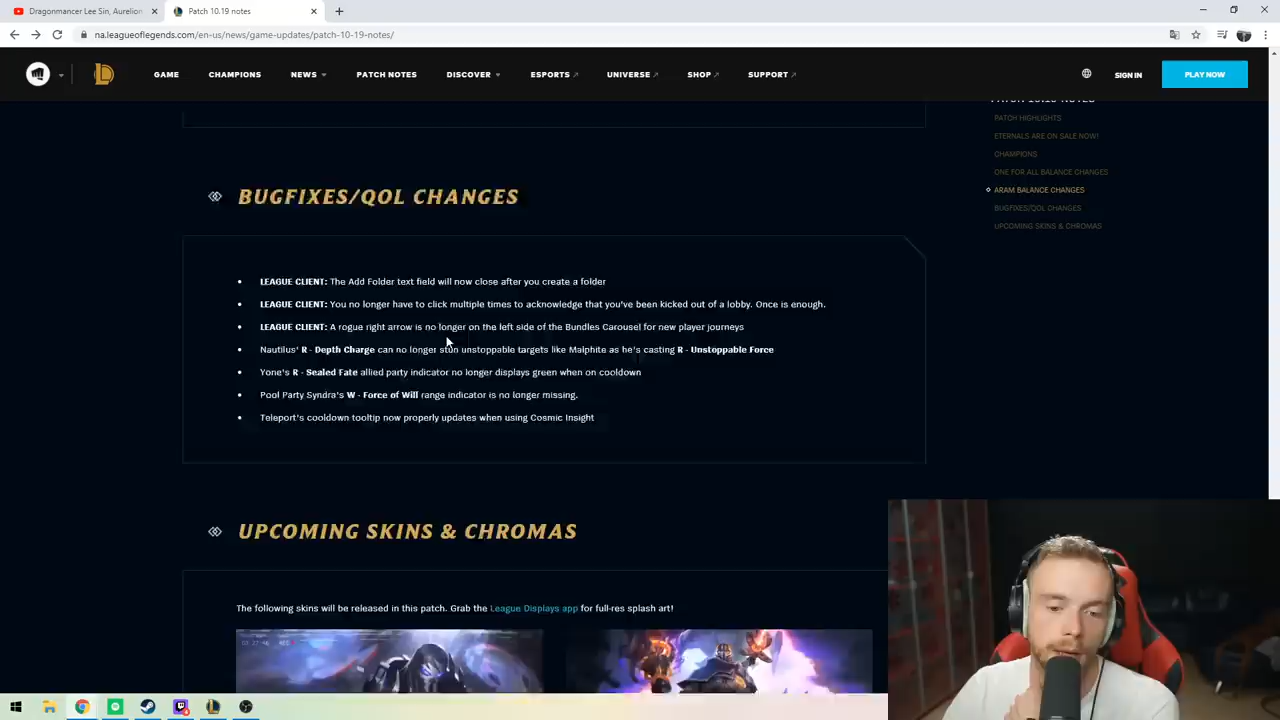 Dragonmancer Lee Sin, Aurelion
Patch 10.19 notes
na.leagueoflegends.com/en-us/news/game-updates/patch-10-19-notes/
GAME
CHAMPIONS
NEWS
PATCH NOTES
DISCOVER
ESPORTS
UNIVERSE
SHOP
SUPPORT
SIGN IN
PLAY NOW
PATCH 10.19 NOTES
PATCH HIGHLIGHTS
ETERNALS ARE ON SALE NOW!
CHAMPIONS
ONE FOR ALL BALANCE CHANGES
ARAM BALANCE CHANGES
BUGFIXES/QOL CHANGES
UPCOMING SKINS & CHROMAS
BUGFIXES/QOL CHANGES
LEAGUE CLIENT: The Add Folder text field will now close after you create a folder
LEAGUE CLIENT: You no longer have to click multiple times to acknowledge that you've been kicked out of a lobby. Once is enough.
LEAGUE CLIENT: A rogue right arrow is no longer on the left side of the Bundles Carousel for new player journeys
Nautilus' R - Depth Charge can no longer stun unstoppable targets like Malphite as he's casting R - Unstoppable Force
Yone's R - Sealed Fate allied party indicator no longer displays green when on cooldown
Pool Party Syndra's W - Force of Will range indicator is no longer missing.
Teleport's cooldown tooltip now properly updates when using Cosmic Insight
UPCOMING SKINS & CHROMAS
The following skins will be released in this patch. Grab the League Displays app for full-res splash art!